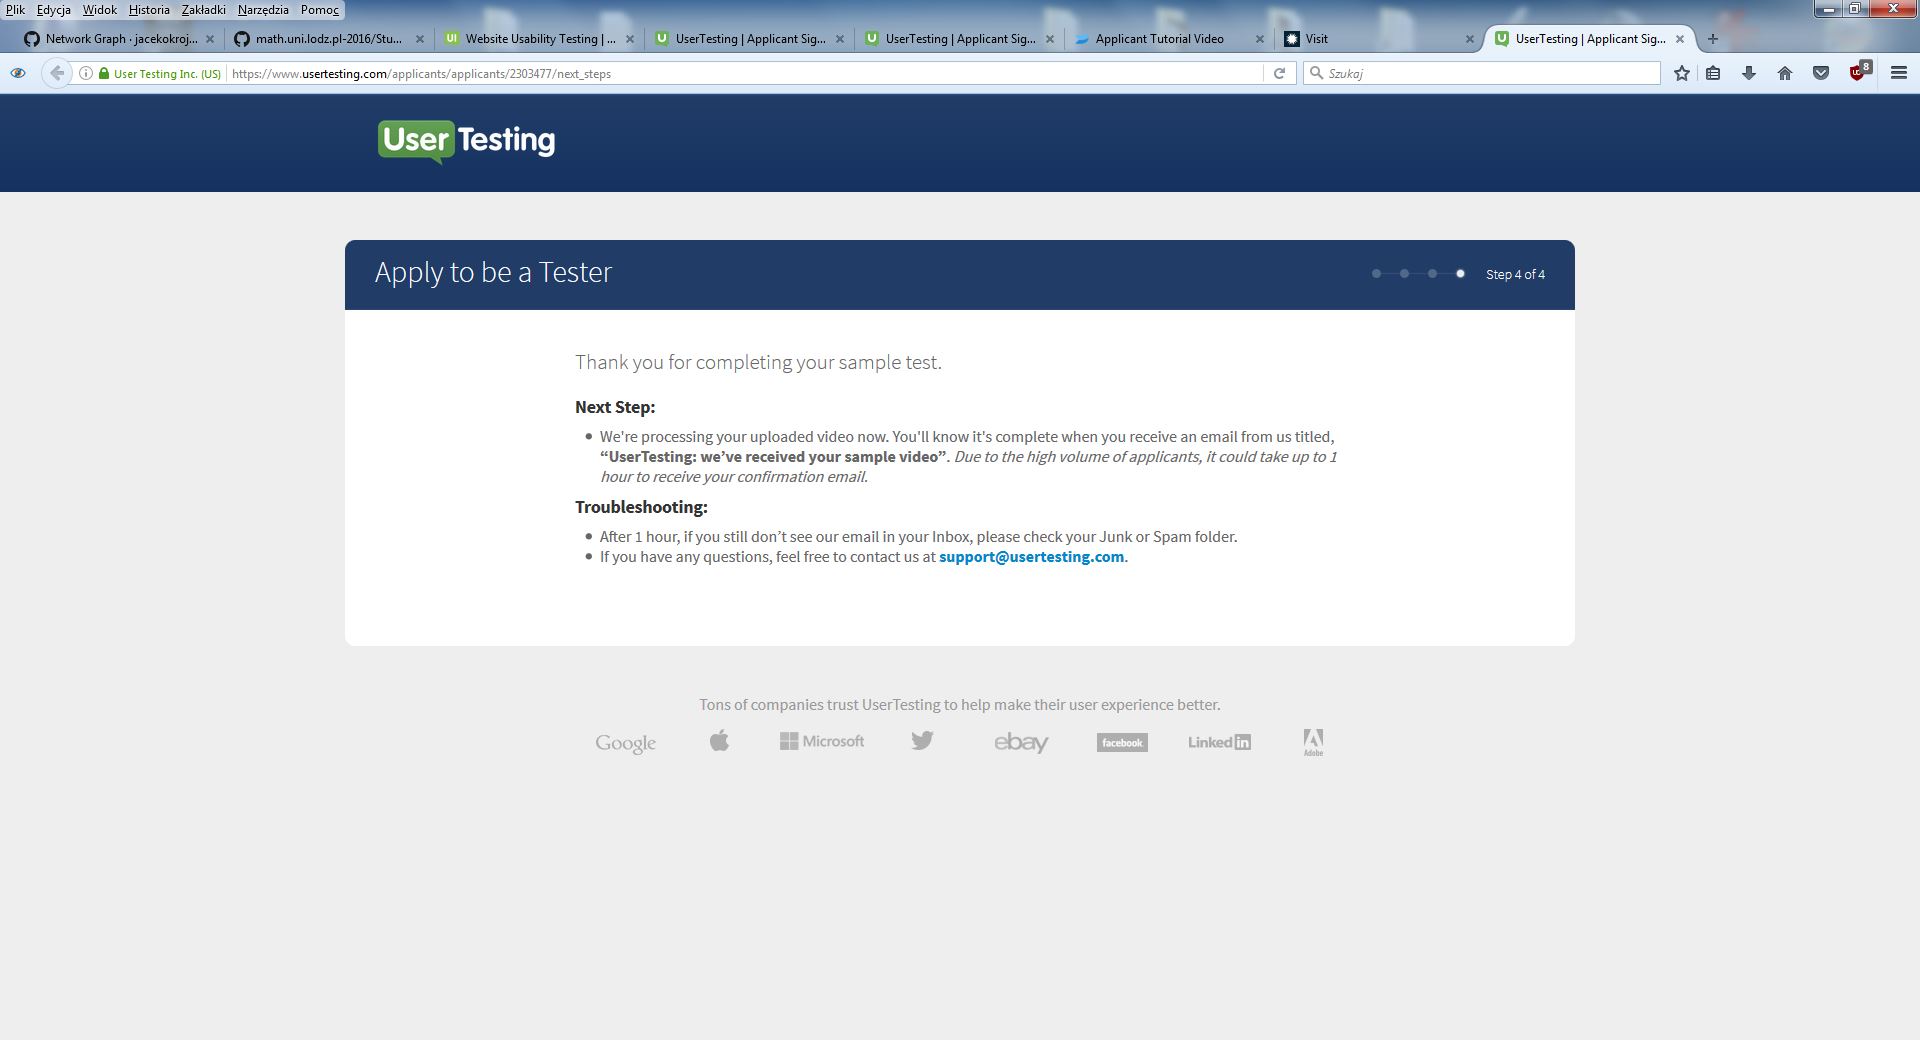 Plik Edycja Widok Historia Zakładki Narzędzia Pomoc
Network Graph · jacekokroj...
math.uni.lodz.pl-2016/Stu...
UI Website Usability Testing | ...
U UserTesting | Applicant Sig...
U UserTesting | Applicant Sig...
Applicant Tutorial Video
Visit
U UserTesting | Applicant Sig...
User Testing Inc. (US) https://www.usertesting.com/applicants/applicants/2303477/next_steps
Szukaj
8
User Testing
Apply to be a Tester
Step 4 of 4
Thank you for completing your sample test.
Next Step:
We're processing your uploaded video now. You'll know it's complete when you receive an email from us titled,
“UserTesting: we’ve received your sample video”. Due to the high volume of applicants, it could take up to 1
hour to receive your confirmation email.
Troubleshooting:
After 1 hour, if you still don’t see our email in your Inbox, please check your Junk or Spam folder.
If you have any questions, feel free to contact us at support@usertesting.com.
Tons of companies trust UserTesting to help make their user experience better.
Google Microsoft ebay facebook Linked in Adobe